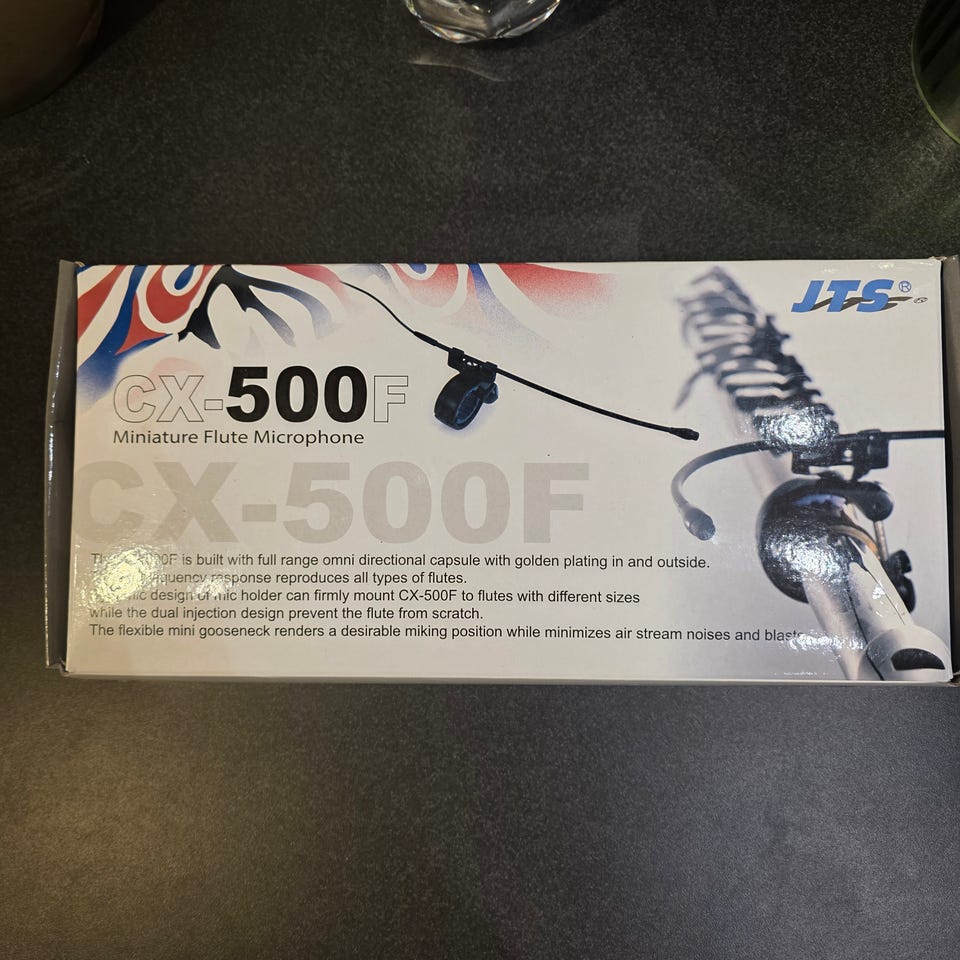 JTS®
CX-500F
Miniature Flute Microphone
CX-500F
is built with full range omni directional capsule with golden plating in and outside.
response reproduces all types of flutes.
design of mic holder can firmly mount CX-500F to flutes with different sizes
while the dual injection design prevent the flute from scratch.
The flexible mini gooseneck renders a desirable miking position while minimizes air stream noises and